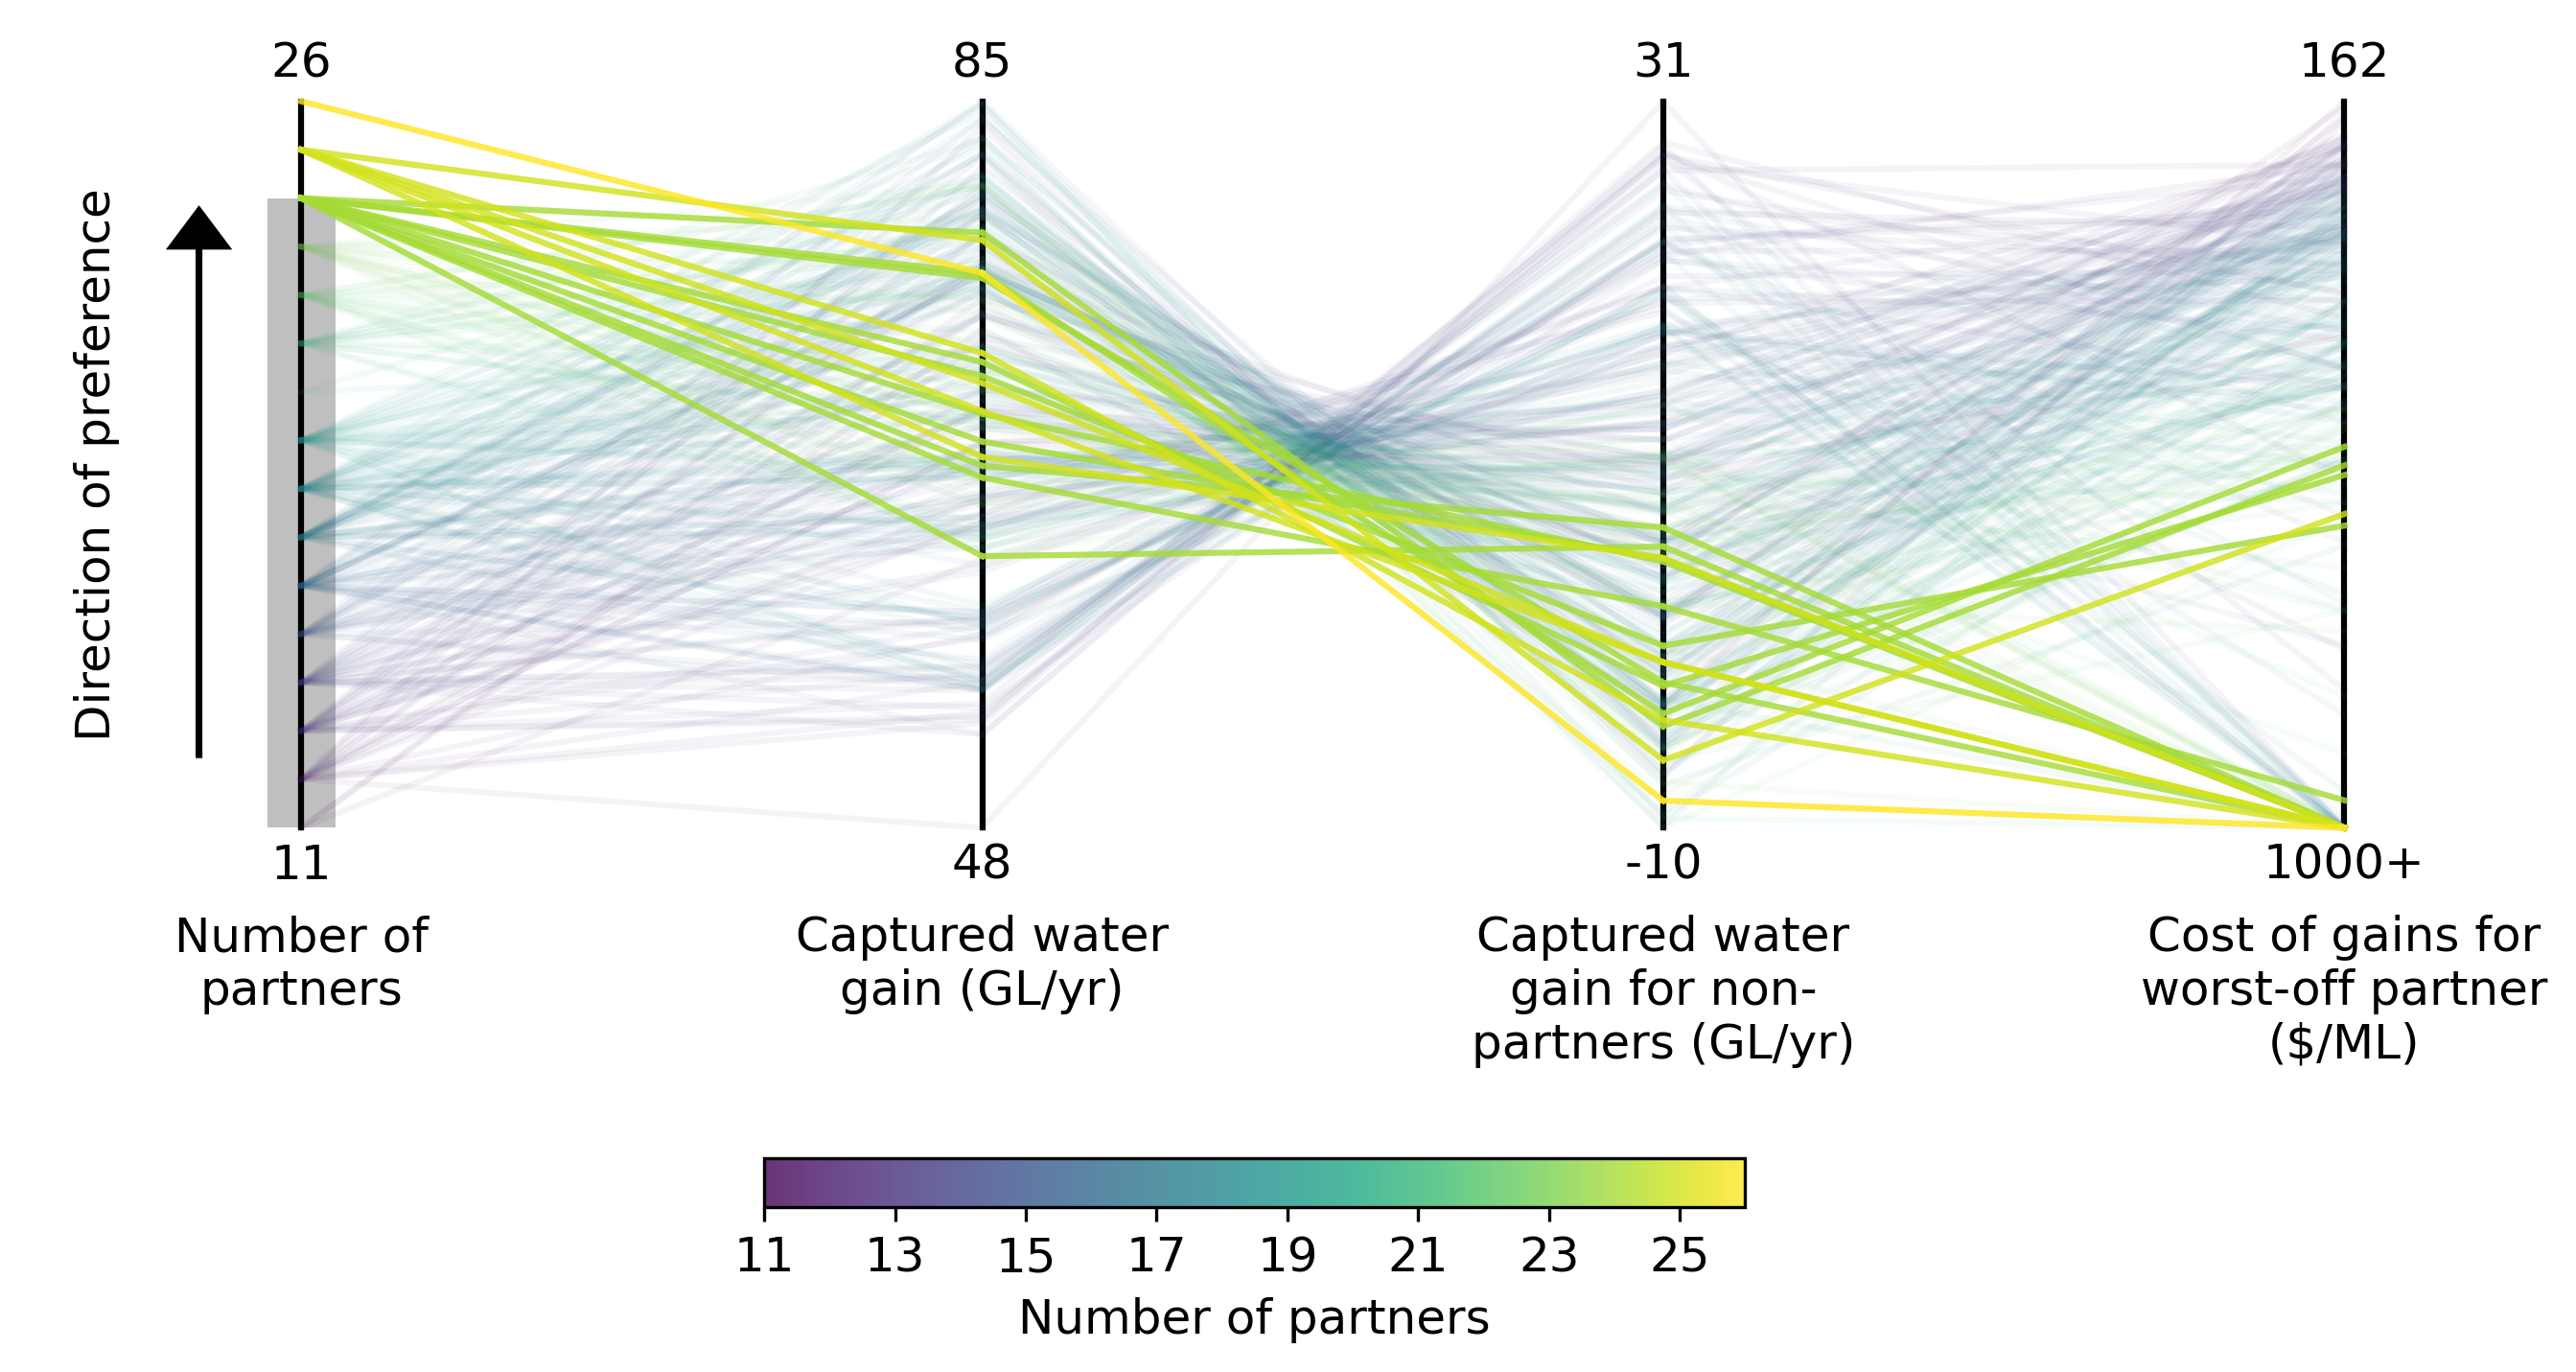 26
85
31
162
Direction of preference
11
48
-10
1000+
Number of
partners
Captured water
gain (GL/yr)
Captured water
gain for non-
partners (GL/yr)
Cost of gains for
worst-off partner
($/ML)
11
13
15
17
19
21
23
25
Number of partners